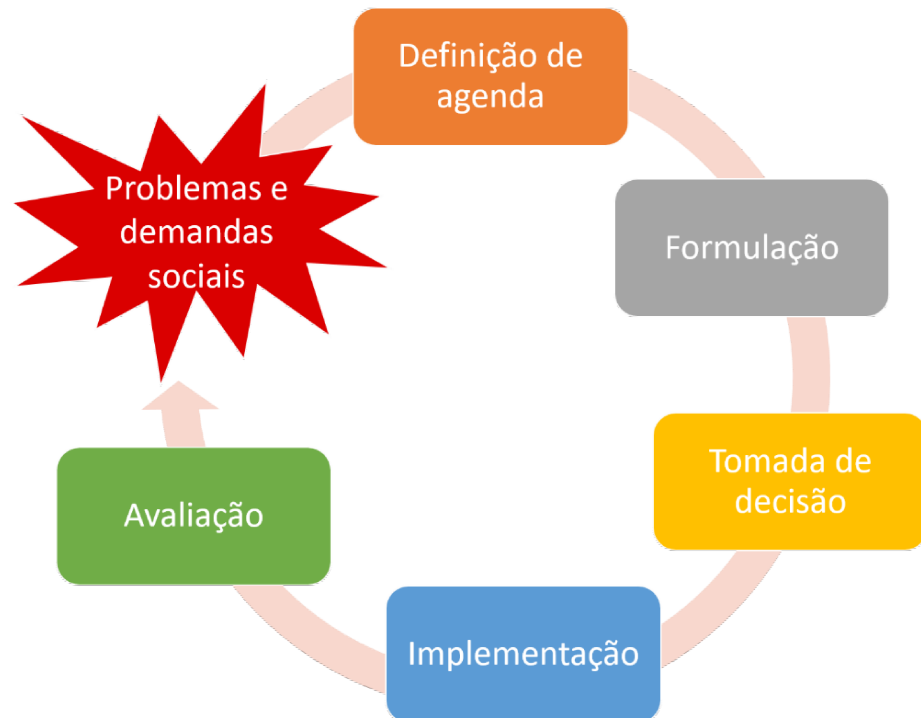 Definição de
agenda
Problemas e
demandas
sociais
Formulação
Tomada de
decisão
Avaliação
Implementação